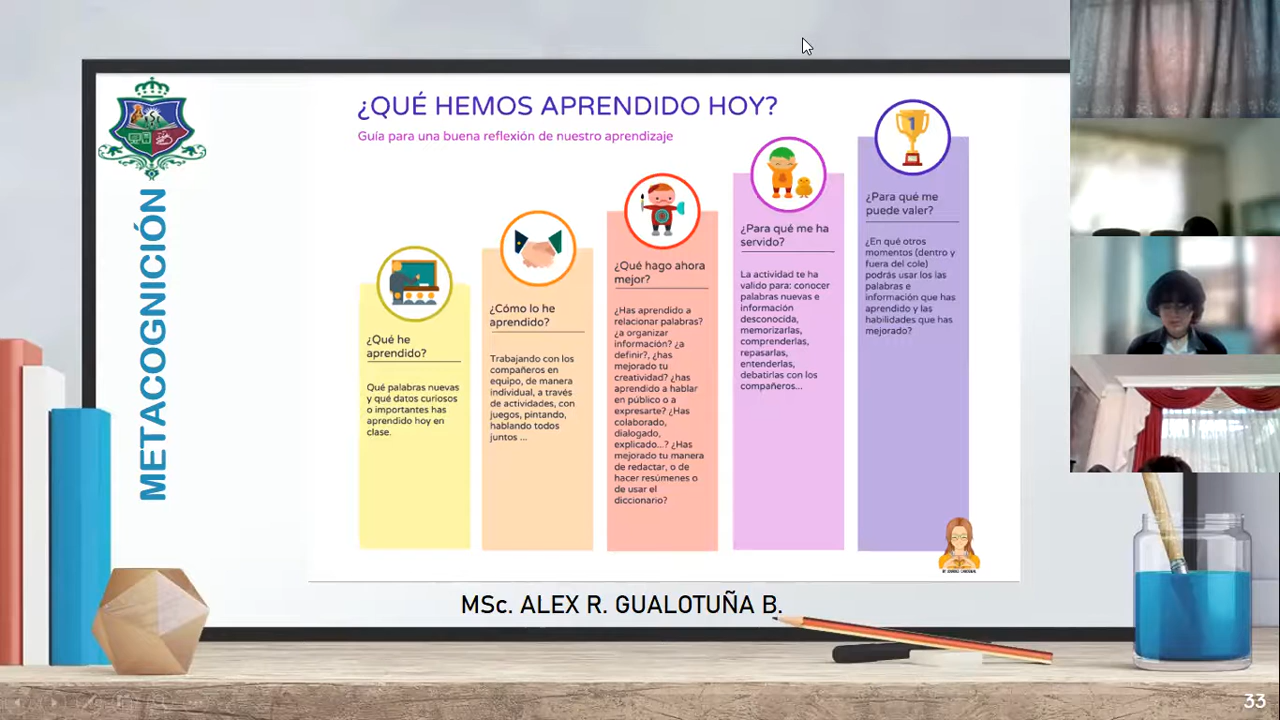 ¿QUÉ HEMOS APRENDIDO HOY?
Guía para una buena reflexión de nuestro aprendizaje
METACOGNICIÓN
¿Qué he
aprendido?
Qué palabras nuevas
y qué datos curiosos
o importantes has
aprendido hoy en
clase.
¿Cómo lo he
aprendido?
Trabajando con los
compañeros en
equipo, de manera
individual, a través
de actividades, con
juegos, pintando,
hablando todos
juntos ...
¿Qué hago ahora
mejor?
¿Has aprendido a
relacionar palabras?
¿a organizar
información? ¿a
definir?, ¿has
mejorado tu
creatividad? ¿has
aprendido a hablar
en público o a
expresarte? ¿Has
colaborado,
dialogado,
explicado...? ¿Has
mejorado tu manera
de redactar, o de
hacer resúmenes o
de usar el
diccionario?
¿Para qué me ha
servido?
La actividad te ha
valido para: conocer
palabras nuevas e
información
desconocida,
memorizarlas,
comprenderlas,
repasarlas,
entenderlas,
debatirlas con los
compañeros...
¿Para qué me
puede valer?
¿En qué otros
momentos (dentro y
fuera del cole)
podrás usar los las
palabras e
información que has
aprendido y las
habilidades que has
mejorado?
1
MSc. ALEX R. GUALOTUÑA B.
33